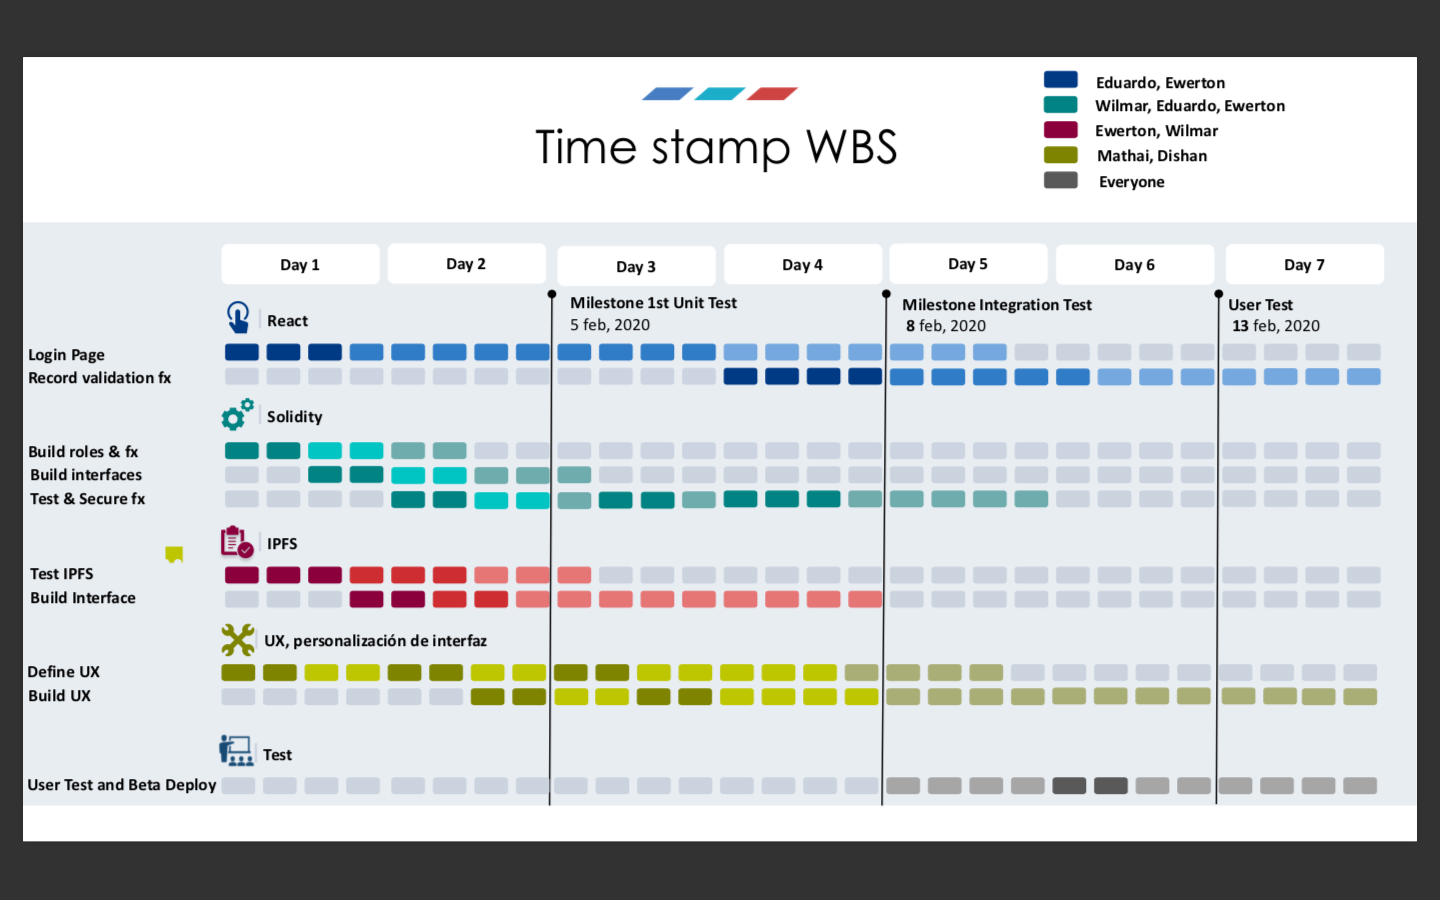 Eduardo, Ewerton
Wilmar, Eduardo, Ewerton
Ewerton, Wilmar
Mathai, Dishan
Everyone
Time stamp WBS
Day 1
Day 2
Day 3
Day 4
Day 5
Day 6
Day 7
Milestone 1st Unit Test
5 feb, 2020
Milestone Integration Test
8 feb, 2020
User Test
13 feb, 2020
React
Login Page
Record validation fx
Solidity
Build roles & fx
Build interfaces
Test & Secure fx
IPFS
Test IPFS
Build Interface
UX, personalización de interfaz
Define UX
Build UX
Test
User Test and Beta Deploy